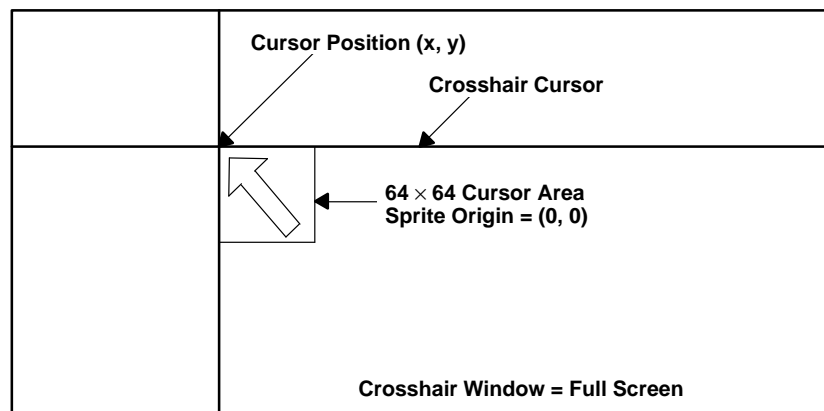 Cursor Position (x, y)
Crosshair Cursor
64 × 64 Cursor Area
Sprite Origin = (0, 0)
Crosshair Window = Full Screen